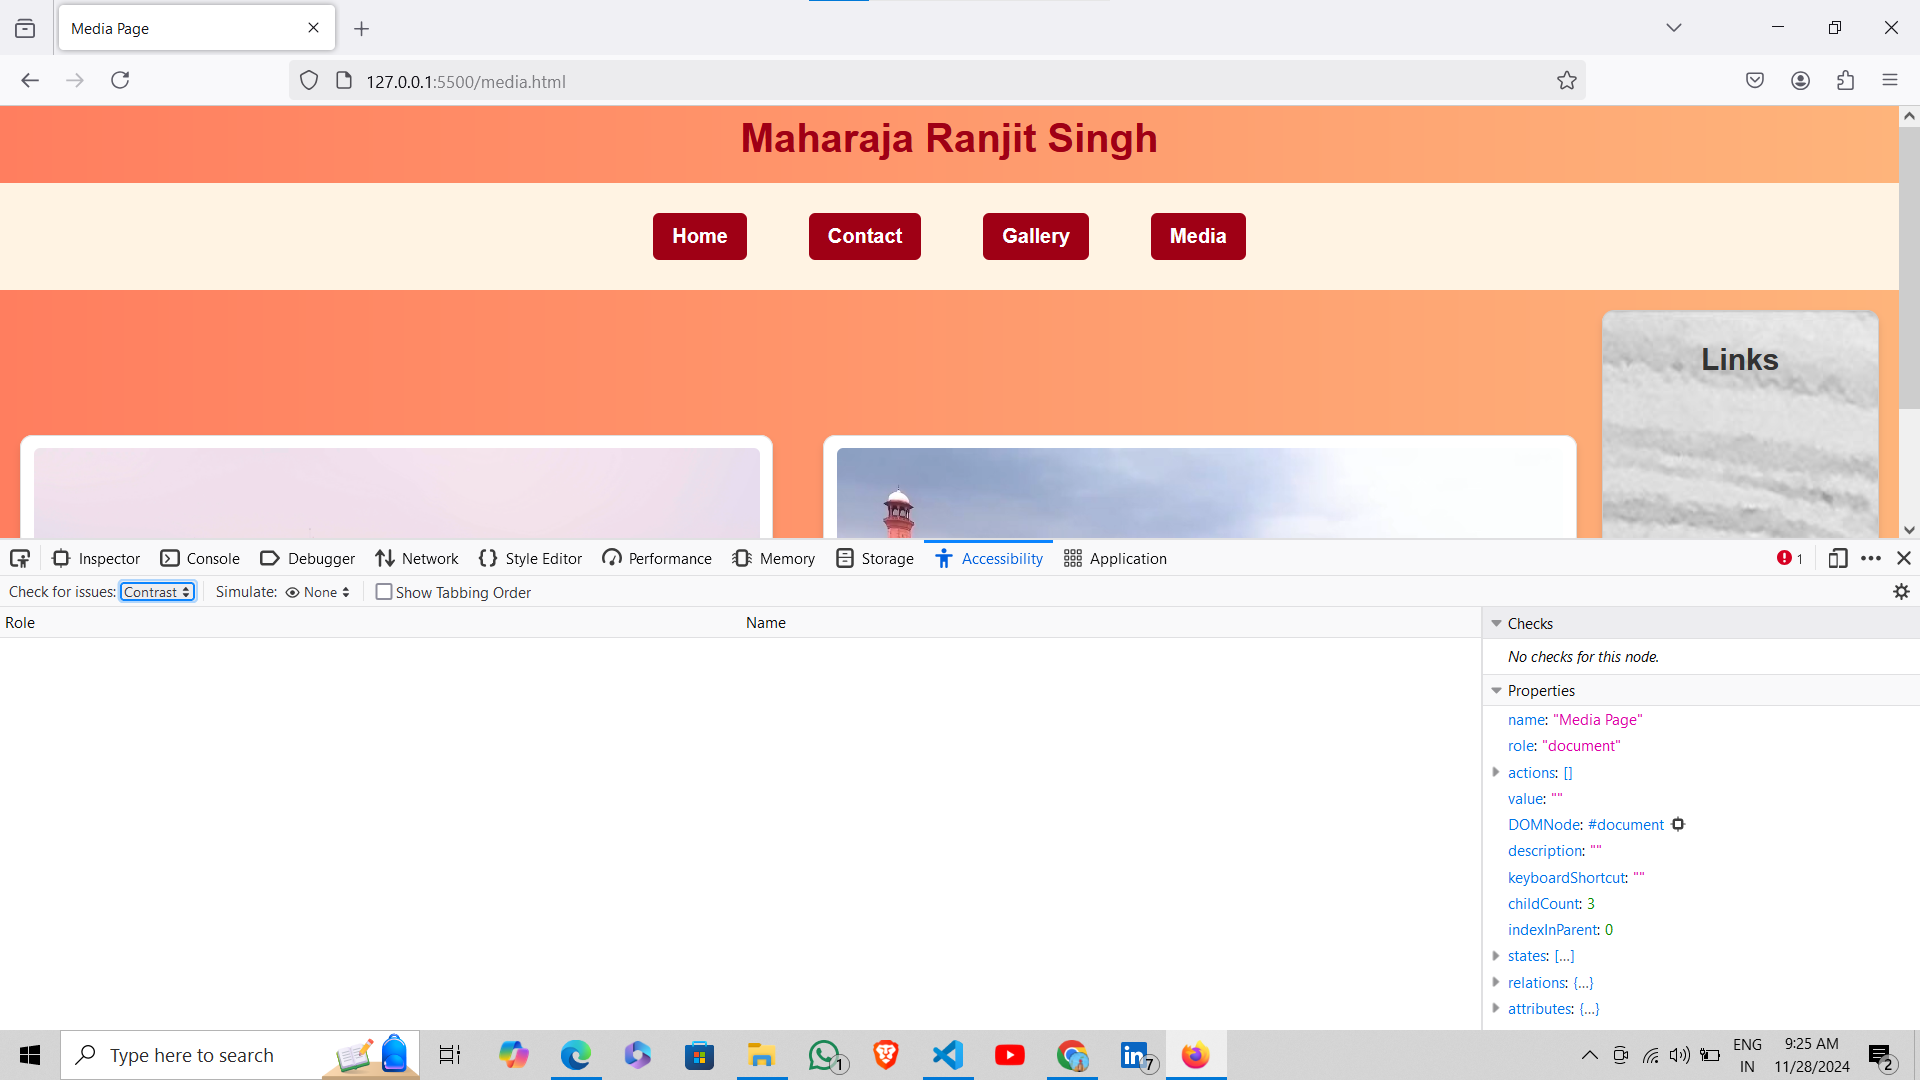 Media Page
127.0.0.1:5500/media.html
Maharaja Ranjit Singh
Home Contact Gallery Media
Links
Inspector Console Debugger Network Style Editor Performance Memory Storage Accessibility Application 1
Check for issues: Contrast Simulate: None Show Tabbing Order
Role Name
Checks
No checks for this node.
Properties
name: "Media Page"
role: "document"
actions: []
value: ""
DOMNode: #document
description: ""
keyboardShortcut: ""
childCount: 3
indexInParent: 0
states: [...]
relations: {...}
attributes: {...}
Type here to search
1
7
ENG
IN
9:25 AM
11/28/2024
2